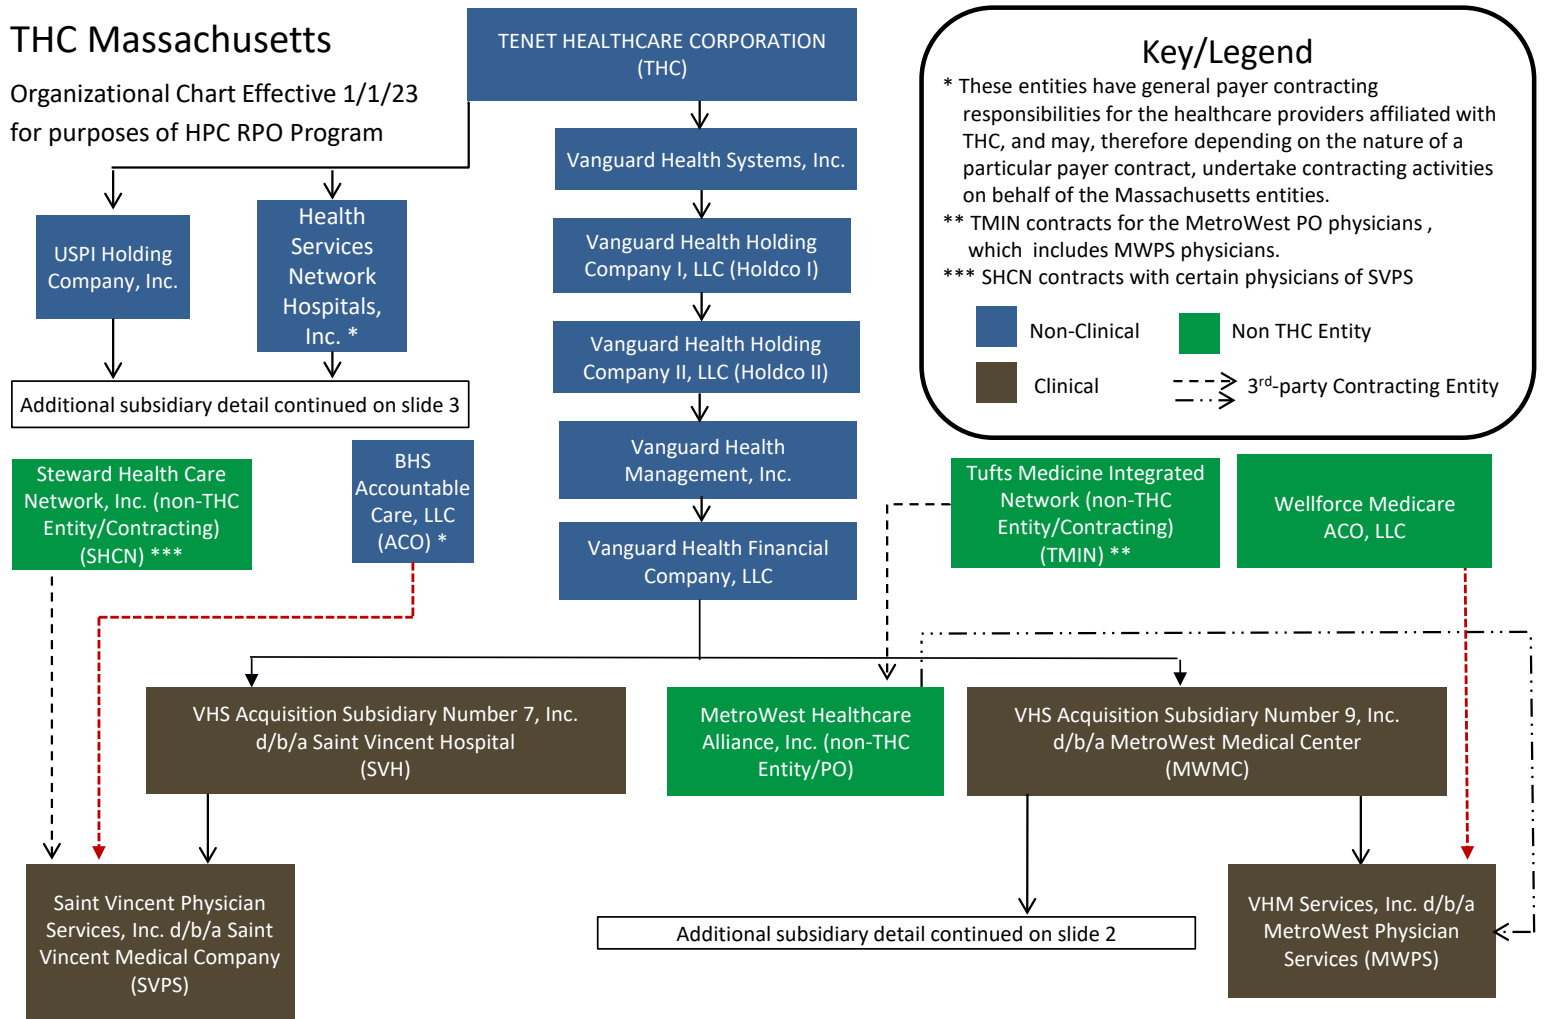 THC Massachusetts
Organizational Chart Effective 1/1/23
for purposes of HPC RPO Program
TENET HEALTHCARE CORPORATION
(THC)
Key/Legend
* These entities have general payer contracting
responsibilities for the healthcare providers affiliated with
THC, and may, therefore depending on the nature of a
particular payer contract, undertake contracting activities
on behalf of the Massachusetts entities.
** TMIN contracts for the MetroWest PO physicians ,
which includes MWPS physicians.
*** SHCN contracts with certain physicians of SVPS
Non-Clinical
Non THC Entity
Clinical
3rd-party Contracting Entity
Vanguard Health Systems, Inc.
USPI Holding
Company, Inc.
Health
Services
Network
Hospitals,
Inc. *
Vanguard Health Holding
Company I, LLC (Holdco I)
Vanguard Health Holding
Company II, LLC (Holdco II)
Additional subsidiary detail continued on slide 3
Vanguard Health
Management, Inc.
Steward Health Care
Network, Inc. (non-THC
Entity/Contracting)
(SHCN) ***
BHS
Accountable
Care, LLC
(ACO) *
Vanguard Health Financial
Company, LLC
Tufts Medicine Integrated
Network (non-THC
Entity/Contracting)
(TMIN) **
Wellforce Medicare
ACO, LLC
VHS Acquisition Subsidiary Number 7, Inc.
d/b/a Saint Vincent Hospital
(SVH)
MetroWest Healthcare
Alliance, Inc. (non-THC
Entity/PO)
VHS Acquisition Subsidiary Number 9, Inc.
d/b/a MetroWest Medical Center
(MWMC)
Saint Vincent Physician
Services, Inc. d/b/a Saint
Vincent Medical Company
(SVPS)
Additional subsidiary detail continued on slide 2
VHM Services, Inc. d/b/a
MetroWest Physician
Services (MWPS)